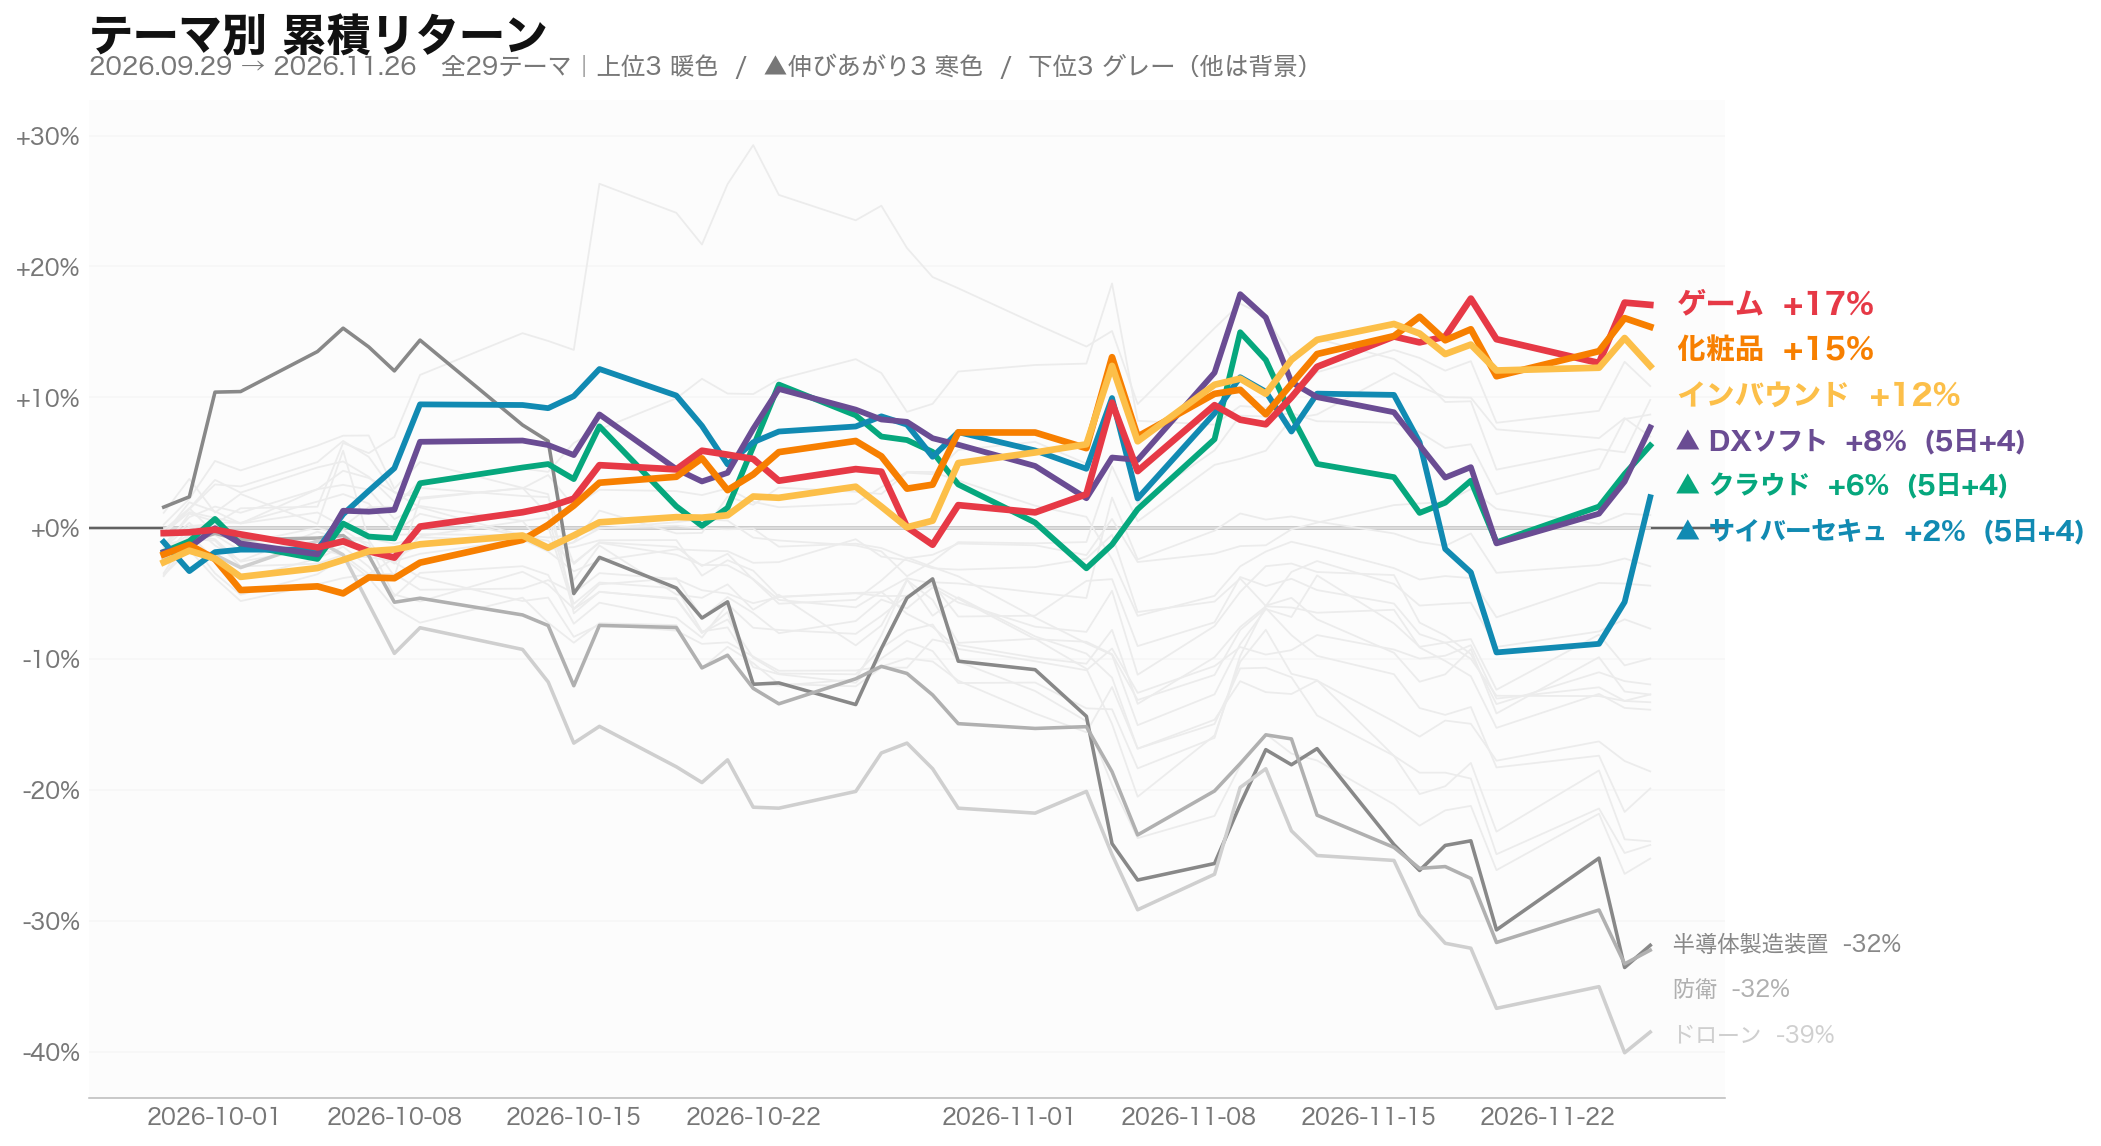 テーマ別 累積リターン
2026.09.29 → 2026.11.26 全29テーマ｜上位3 暖色 / ▲伸びあがり3 寒色 / 下位3 グレー（他は背景）
+30%
+20%
+10%
+0%
-10%
-20%
-30%
-40%
ゲーム +17%
化粧品 +15%
インバウンド +12%
▲ DXソフト +8% (5日+4)
▲ クラウド +6% (5日+4)
▲ サイバーセキュ +2% (5日+4)
半導体製造装置 -32%
防衛 -32%
ドローン -39%
2026-10-01 2026-10-08 2026-10-15 2026-10-22 2026-11-01 2026-11-08 2026-11-15 2026-11-22